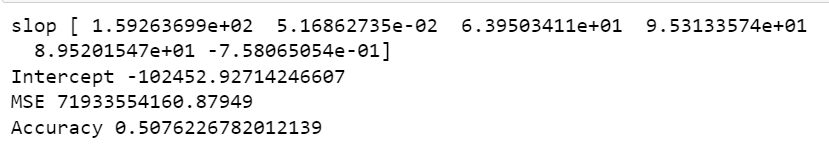 slop [ 1.59263699e+02  5.16862735e-02  6.39503411e+01  9.53133574e+01
  8.95201547e+01 -7.58065054e-01]
Intercept -102452.92714246607
MSE 71933554160.87949
Accuracy 0.5076226782012139